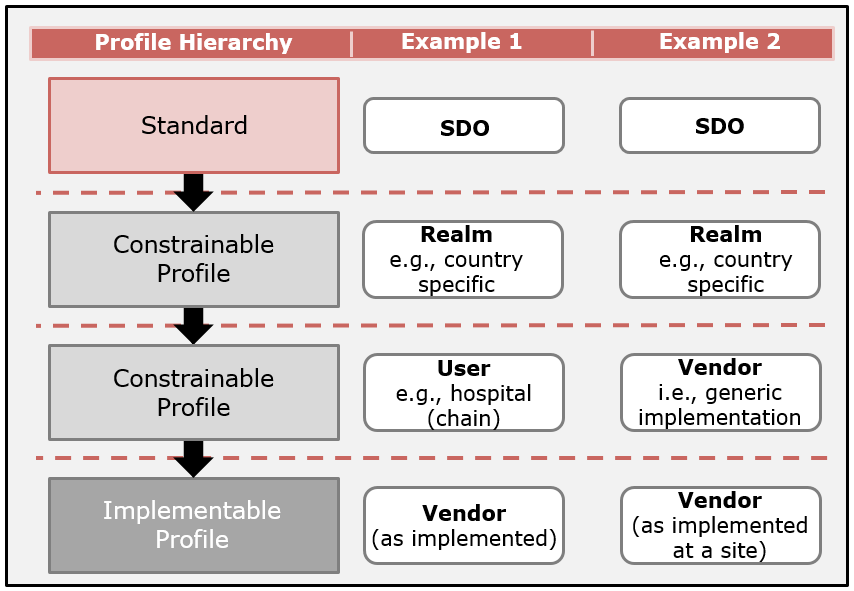 Profile Hierarchy
Example 1
Example 2
Standard
SDO
SDO
Constrainable
Profile
Realm
e.g., country
specific
Realm
e.g., country
specific
Constrainable
Profile
User
e.g., hospital
(chain)
Vendor
i.e., generic
implementation
Implementable
Profile
Vendor
(as implemented)
Vendor
(as implemented
at a site)